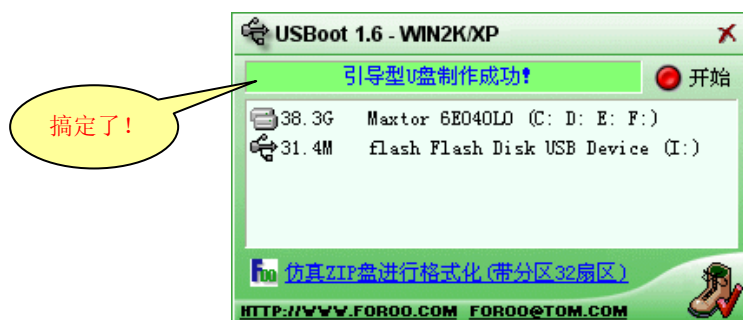 USBoot 1.6 - WIN2K/XP
引导型U盘制作成功!
开始
搞定了!
38.3G Maxtor 6E040L0 (C: D: E: F:)
31.4M flash Flash Disk USB Device (I:)
Foo 仿真ZIP盘进行格式化(带分区32扇区)
HTTP://WWW.FOROO.COM FOROO@TOM.COM